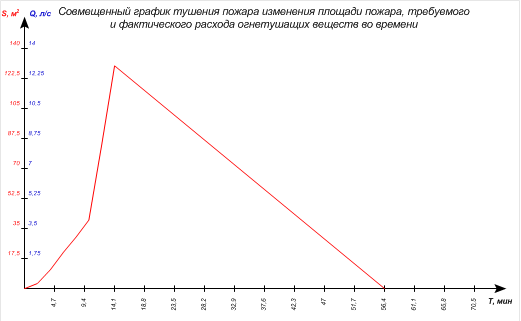 Совмещенный график тушения пожара изменения площади пожара, требуемого
и фактического расхода огнетушащих веществ во времени
S, м² Q, л/с
140 14
122,5 12,25
105 10,5
87,5 8,75
70 7
52,5 5,25
35 3,5
17,5 1,75
4,7 9,4 14,1 18,8 23,5 28,2 32,9 37,6 42,3 47 51,7 56,4 61,1 65,8 70,5 T, мин